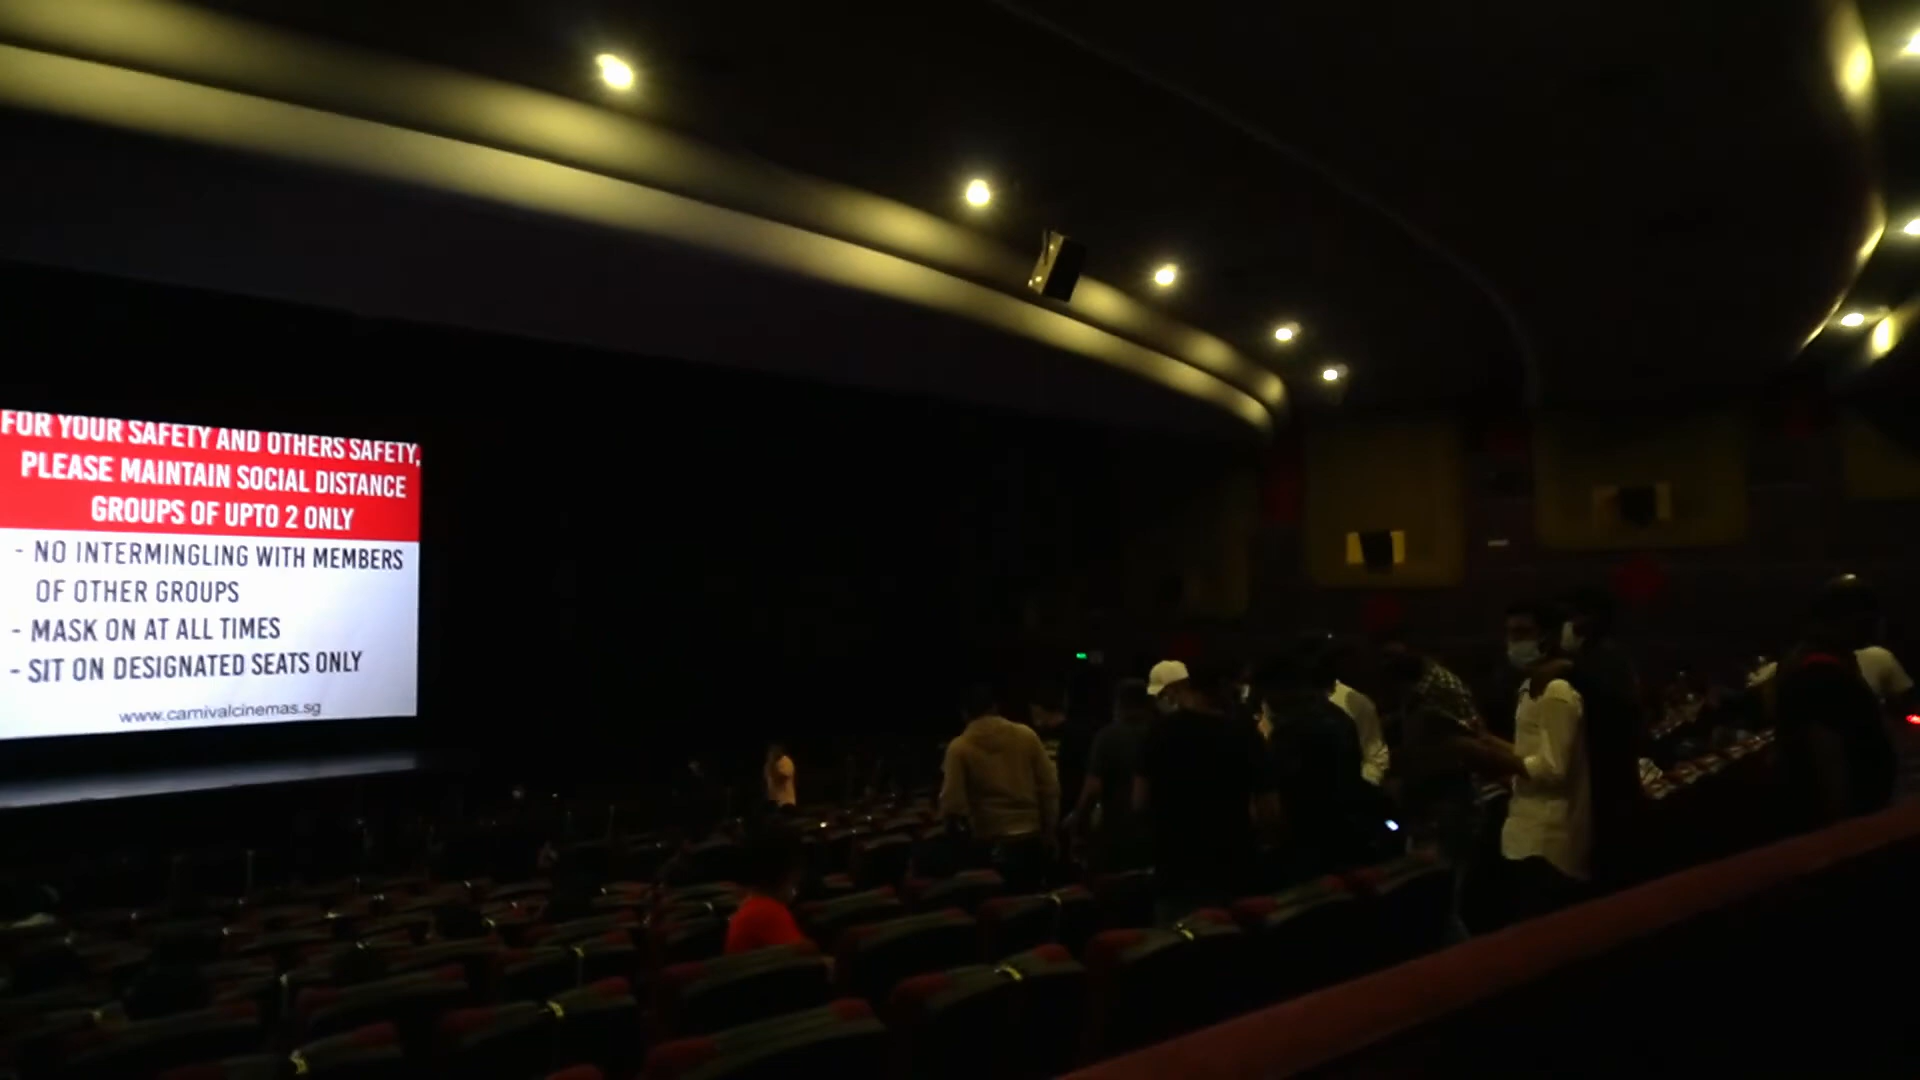 FOR YOUR SAFETY AND OTHERS SAFETY,
PLEASE MAINTAIN SOCIAL DISTANCE
GROUPS OF UPTO 2 ONLY
- NO INTERMINGLING WITH MEMBERS
OF OTHER GROUPS
- MASK ON AT ALL TIMES
- SIT ON DESIGNATED SEATS ONLY
www.carnivalcinemas.sg